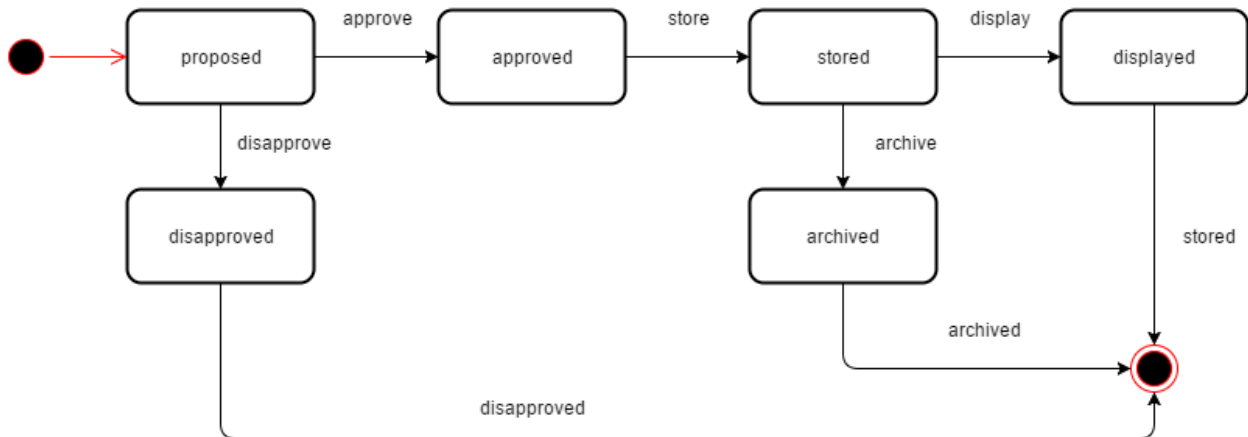 approve
store
display
proposed
approved
stored
displayed
disapprove
archive
disapproved
archived
stored
archived
disapproved